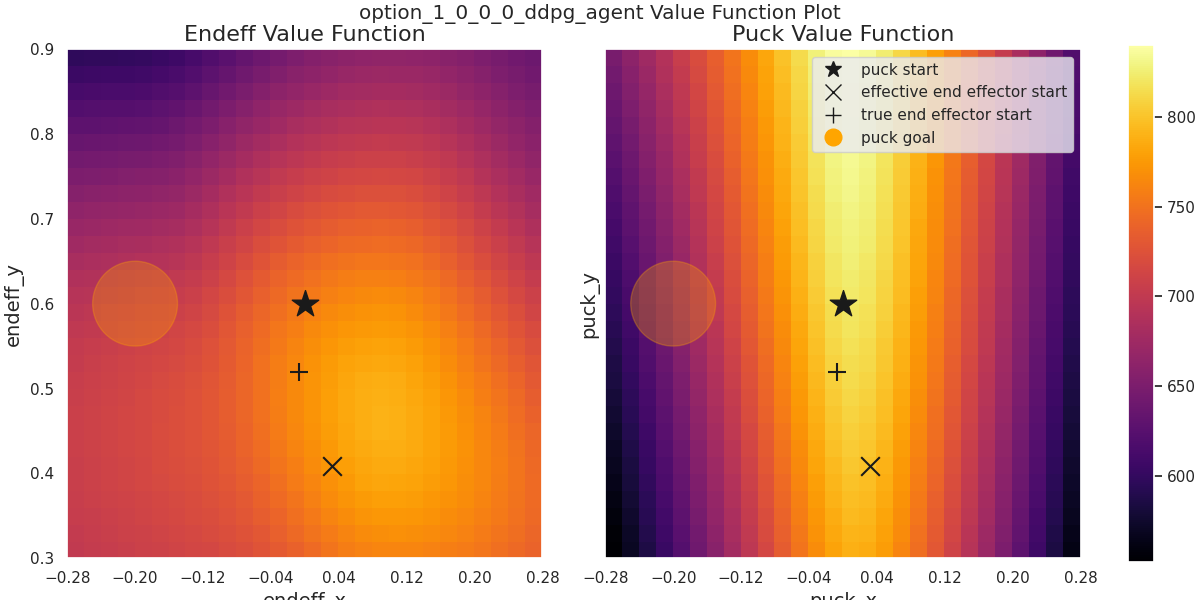 option_1_0_0_0_ddpg_agent Value Function Plot
Endeff Value Function
Puck Value Function
puck start
effective end effector start
true end effector start
puck goal
endeff_y
0.9
0.8
0.7
0.6
0.5
0.4
0.3
−0.28 −0.20 −0.12 −0.04 0.04 0.12 0.20 0.28
endeff_x
puck_y
−0.28 −0.20 −0.12 −0.04 0.04 0.12 0.20 0.28
puck_x
800
750
700
650
600